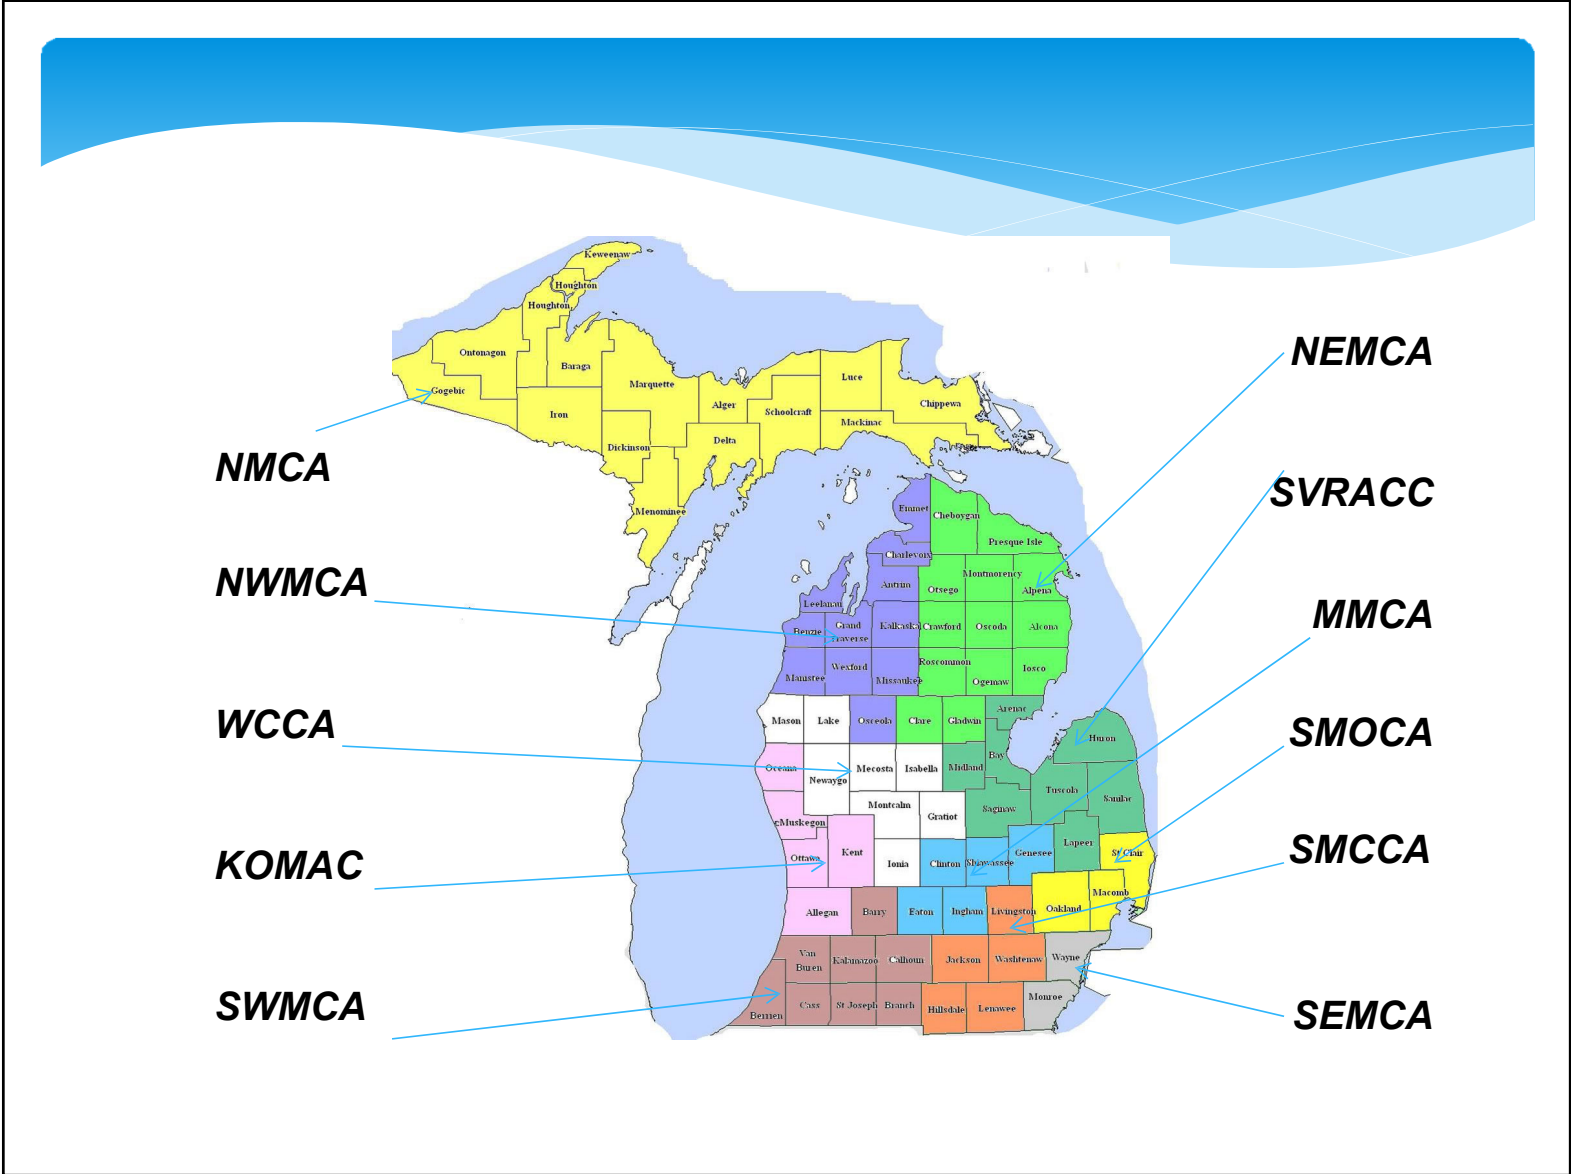 Keweenaw
Houghton
Houghton
Ontonagon
Baraga
Gogebic
Marquette
Iron
Alger
Luce
Chippewa
Schoolcraft
Mackinac
Dickinson
Delta
Menominee
NEMCA
NMCA
SVRACC
NWMCA
MMCA
WCCA
SMOCA
KOMAC
SMCCA
SWMCA
SEMCA
Emmet
Cheboygan
Presque Isle
Charlevoix
Antrim
Otsego
Montmorency
Alpena
Leelanau
Benzie
Grand
Traverse
Kalkaska
Crawford
Oscoda
Alcona
Manistee
Wexford
Missaukee
Roscommon
Ogemaw
Iosco
Mason
Lake
Osceola
Clare
Gladwin
Arenac
Huron
Oceana
Newaygo
Mecosta
Isabella
Midland
Bay
Tuscola
Sanilac
Muskegon
Montcalm
Gratiot
Saginaw
Ottawa
Kent
Ionia
Clinton
Shiawassee
Genesee
Lapeer
St Clair
Allegan
Barry
Eaton
Ingham
Livingston
Oakland
Macomb
Van
Buren
Kalamazoo
Calhoun
Jackson
Washtenaw
Wayne
Berrien
Cass
St Joseph
Branch
Hillsdale
Lenawee
Monroe